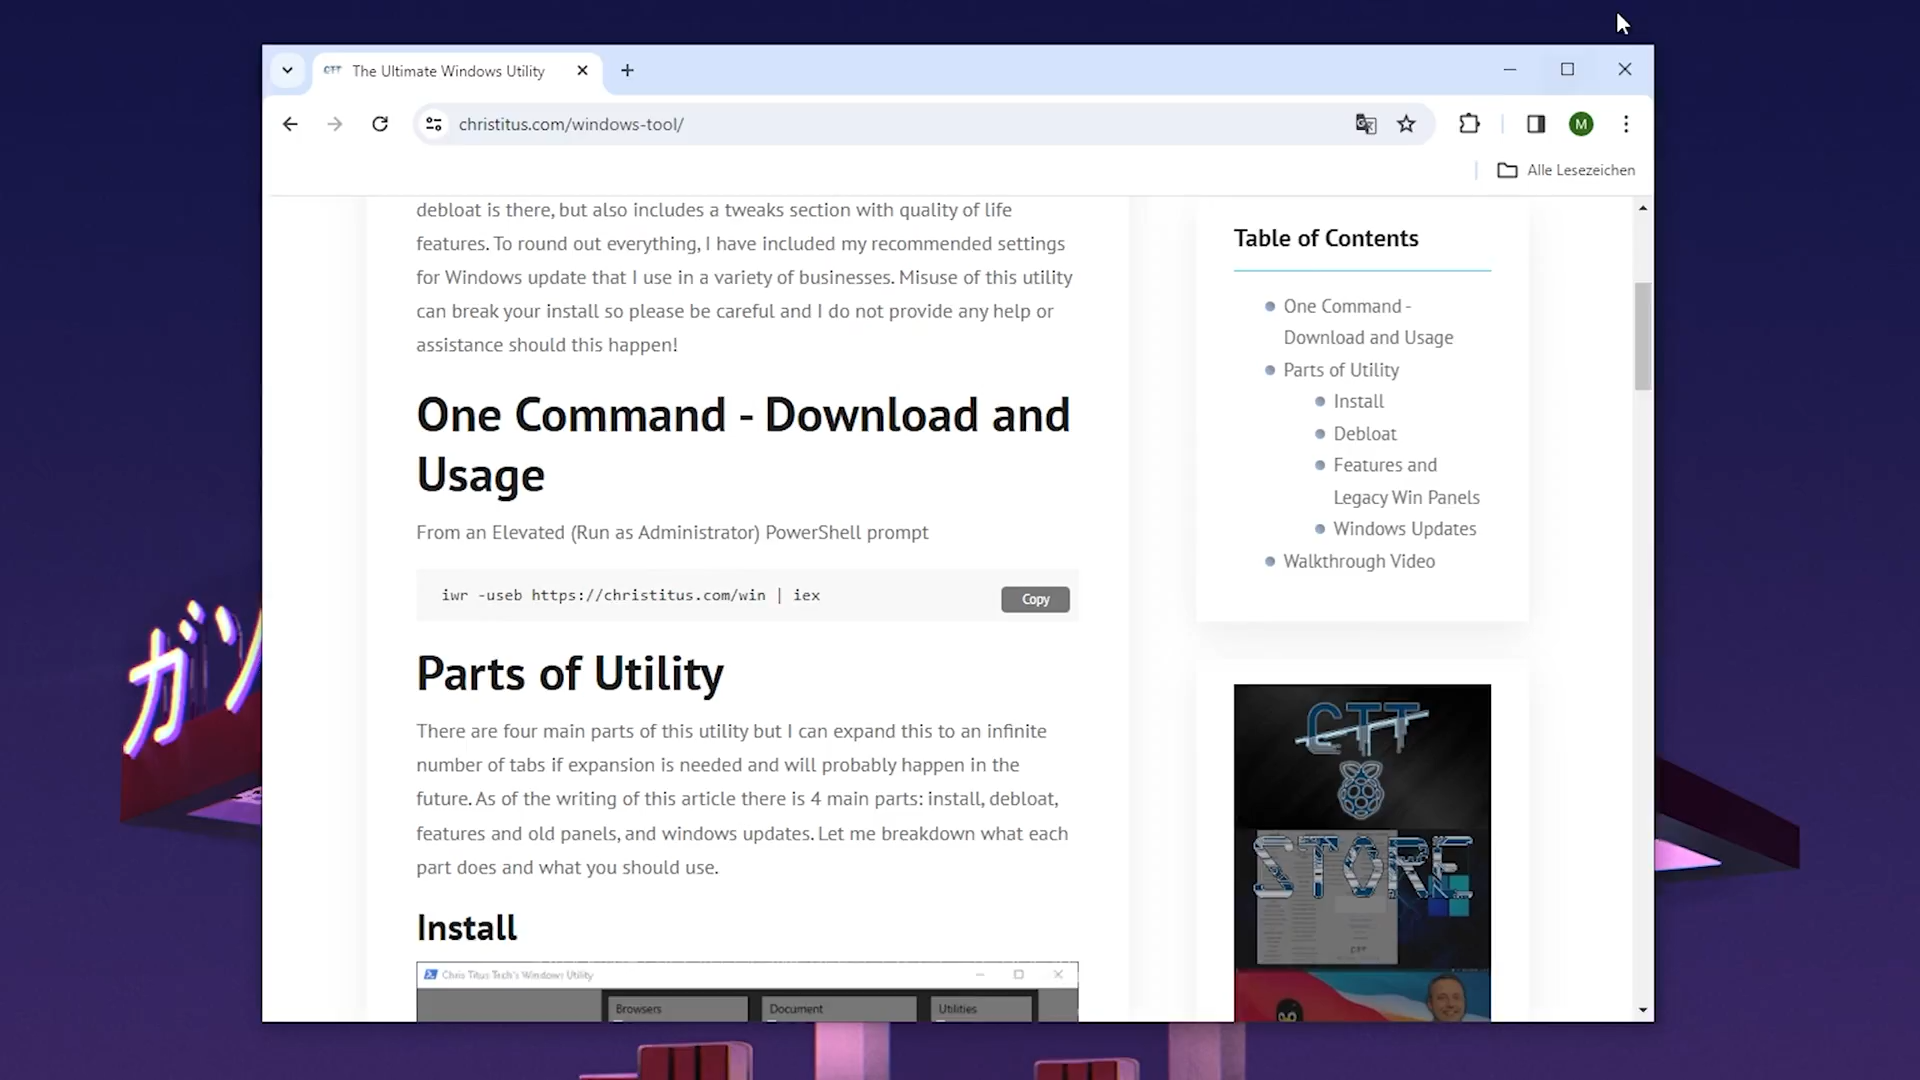 The Ultimate Windows Utility
christitus.com/windows-tool/
M
Alle Lesezeichen
debloat is there, but also includes a tweaks section with quality of life
features. To round out everything, I have included my recommended settings
for Windows update that I use in a variety of businesses. Misuse of this utility
can break your install so please be careful and I do not provide any help or
assistance should this happen!
One Command - Download and
Usage
From an Elevated (Run as Administrator) PowerShell prompt
iwr -useb https://christitus.com/win | iex
Copy
Parts of Utility
There are four main parts of this utility but I can expand this to an infinite
number of tabs if expansion is needed and will probably happen in the
future. As of the writing of this article there is 4 main parts: install, debloat,
features and old panels, and windows updates. Let me breakdown what each
part does and what you should use.
Install
Chris Titus Tech's Windows Utility
Browsers
Document
Utilities
Table of Contents
One Command -
Download and Usage
Parts of Utility
Install
Debloat
Features and
Legacy Win Panels
Windows Updates
Walkthrough Video
CTT
STORE
ガソ